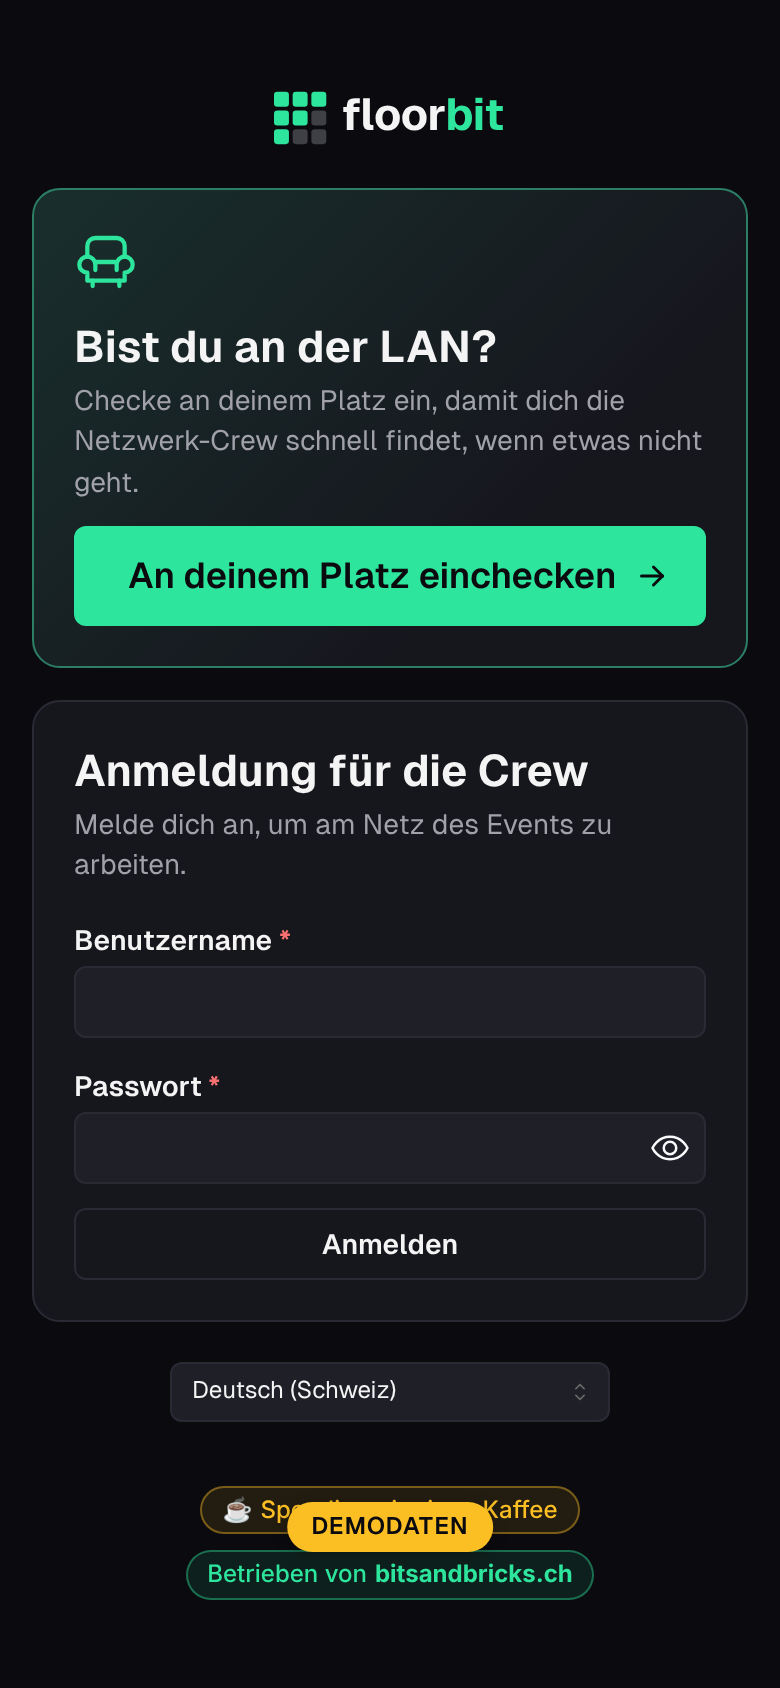 floorbit
Bist du an der LAN?
Checke an deinem Platz ein, damit dich die
Netzwerk-Crew schnell findet, wenn etwas nicht
geht.
An deinem Platz einchecken →
Anmeldung für die Crew
Melde dich an, um am Netz des Events zu
arbeiten.
Benutzername *
Passwort *
Anmelden
Deutsch (Schweiz)
☕ Kaffee
DEMODATEN
Betrieben von bitsandbricks.ch